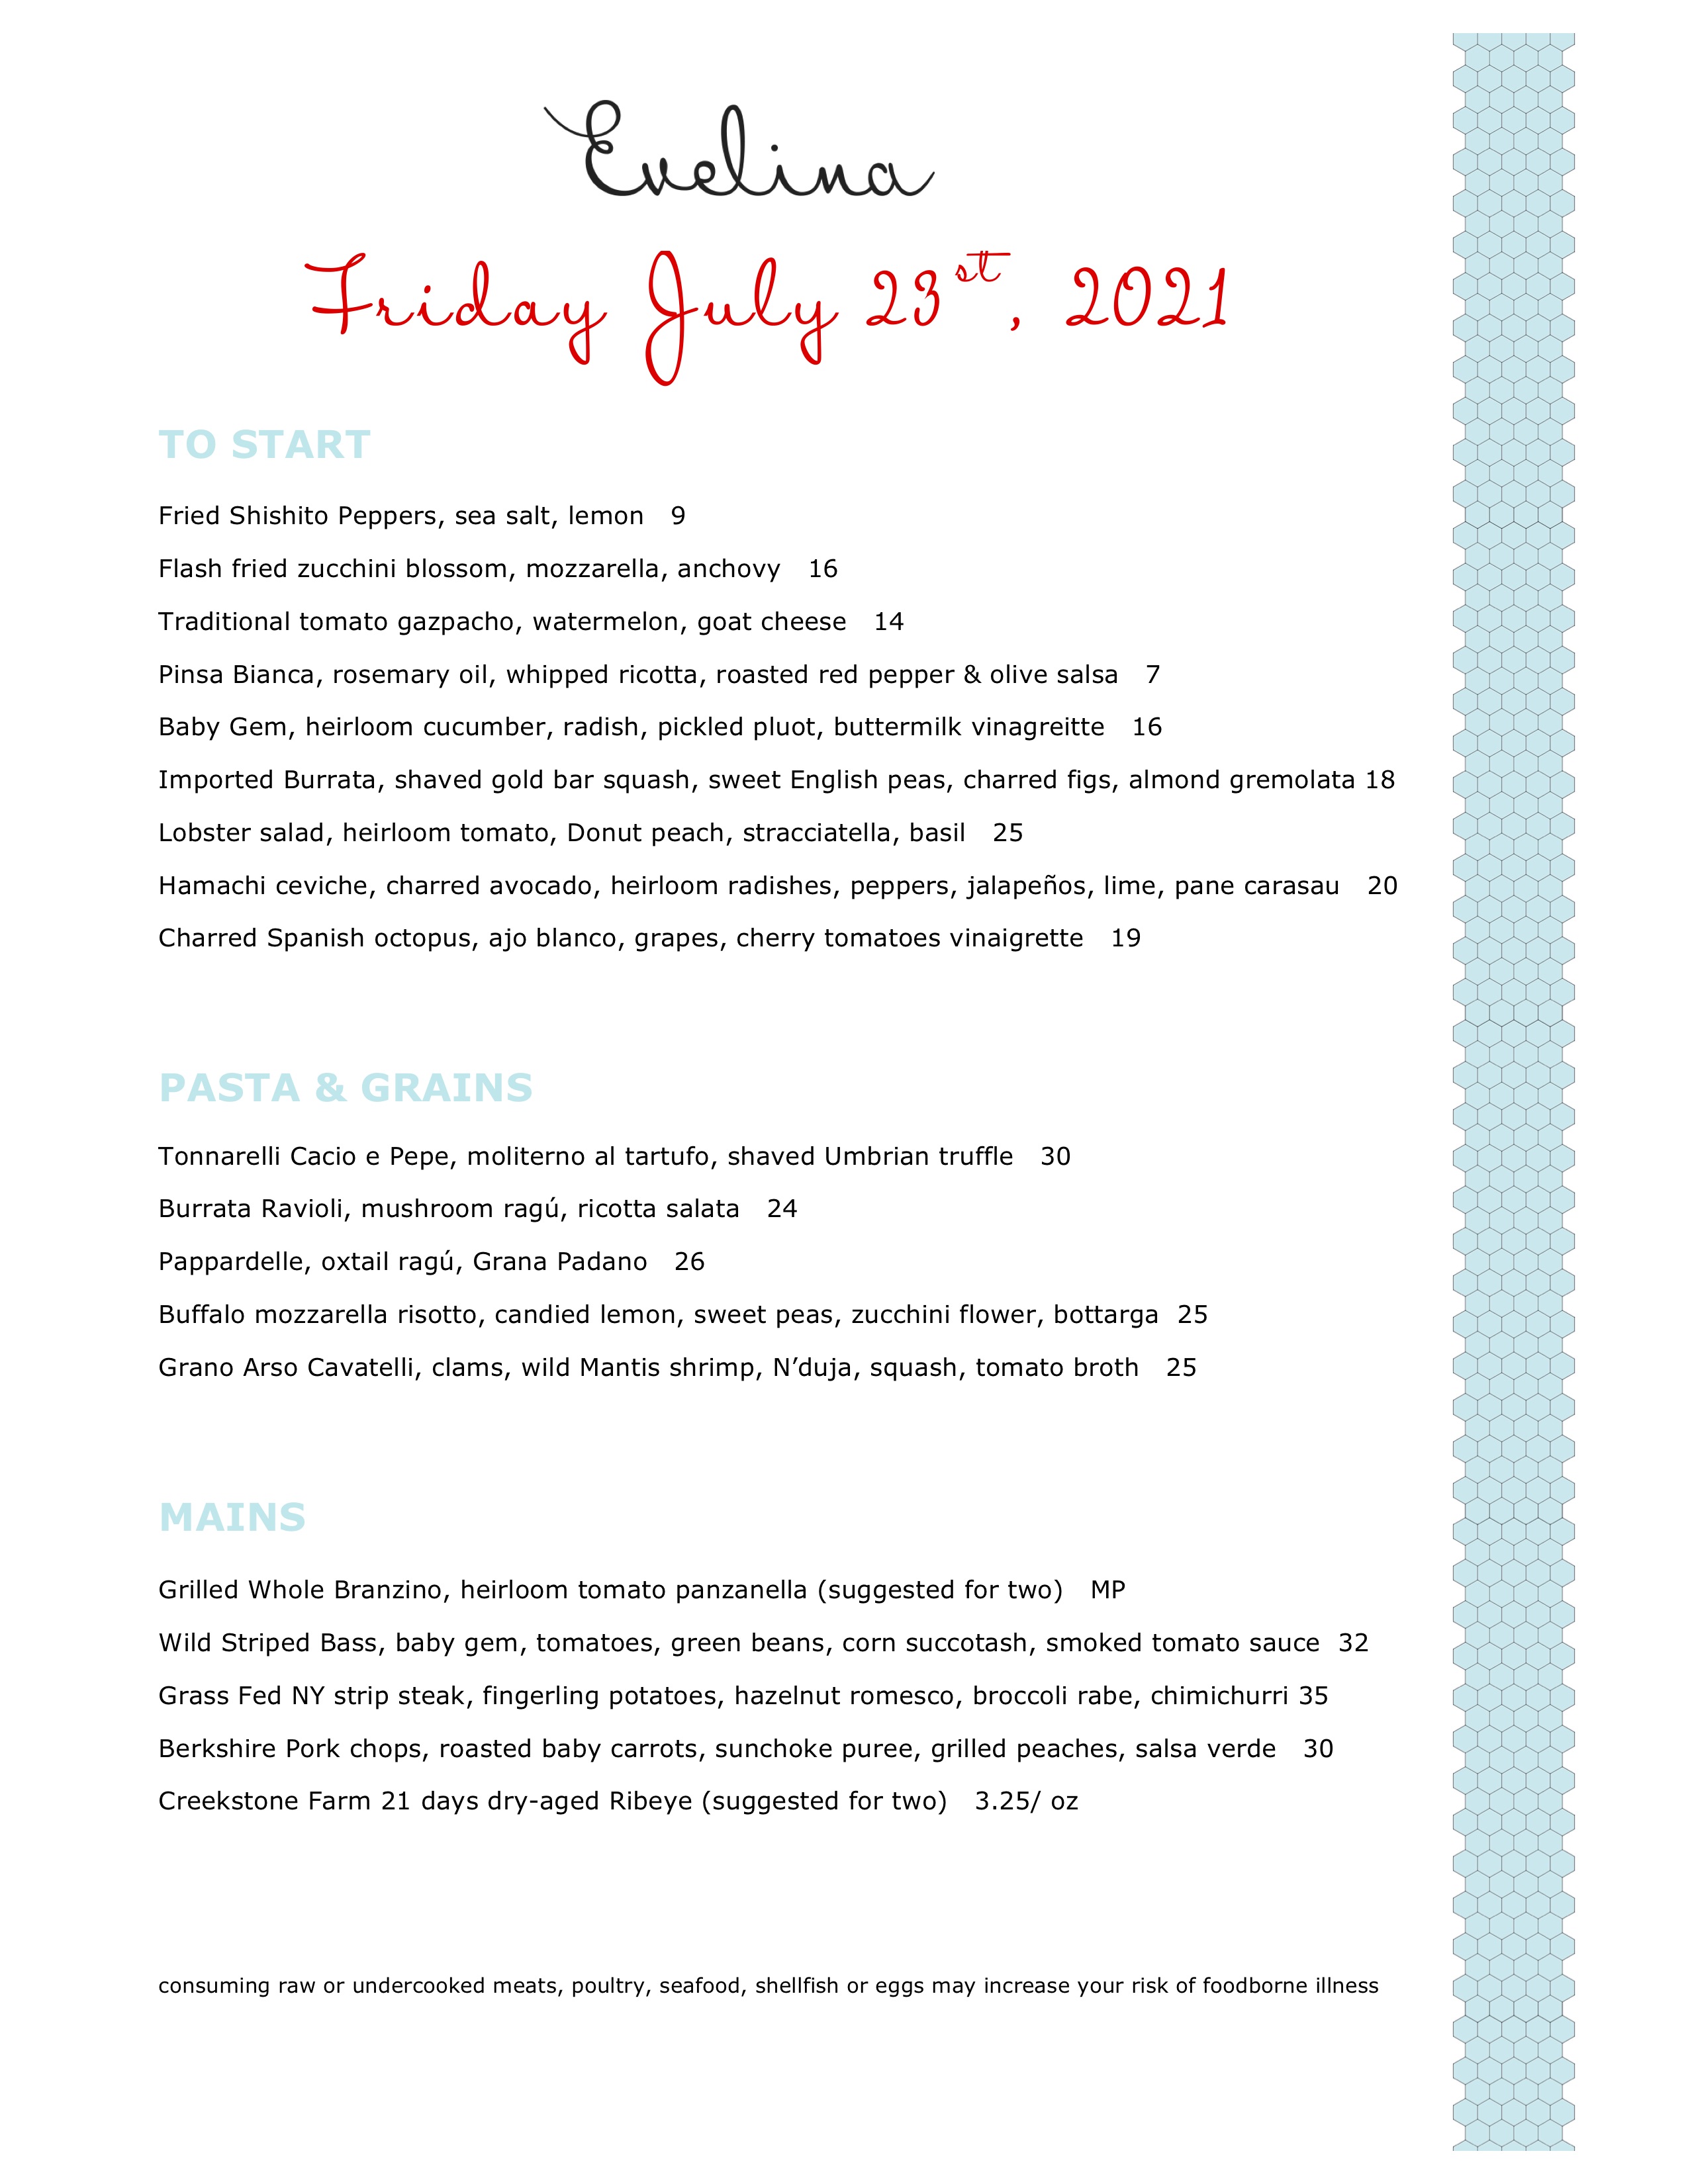 Evelina
Friday July 23st, 2021
TO START
Fried Shishito Peppers, sea salt, lemon 9
Flash fried zucchini blossom, mozzarella, anchovy 16
Traditional tomato gazpacho, watermelon, goat cheese 14
Pinsa Bianca, rosemary oil, whipped ricotta, roasted red pepper & olive salsa 7
Baby Gem, heirloom cucumber, radish, pickled pluot, buttermilk vinagreitte 16
Imported Burrata, shaved gold bar squash, sweet English peas, charred figs, almond gremolata 18
Lobster salad, heirloom tomato, Donut peach, stracciatella, basil 25
Hamachi ceviche, charred avocado, heirloom radishes, peppers, jalapeños, lime, pane carasau 20
Charred Spanish octopus, ajo blanco, grapes, cherry tomatoes vinaigrette 19
PASTA & GRAINS
Tonnarelli Cacio e Pepe, moliterno al tartufo, shaved Umbrian truffle 30
Burrata Ravioli, mushroom ragú, ricotta salata 24
Pappardelle, oxtail ragú, Grana Padano 26
Buffalo mozzarella risotto, candied lemon, sweet peas, zucchini flower, bottarga 25
Grano Arso Cavatelli, clams, wild Mantis shrimp, N’duja, squash, tomato broth 25
MAINS
Grilled Whole Branzino, heirloom tomato panzanella (suggested for two) MP
Wild Striped Bass, baby gem, tomatoes, green beans, corn succotash, smoked tomato sauce 32
Grass Fed NY strip steak, fingerling potatoes, hazelnut romesco, broccoli rabe, chimichurri 35
Berkshire Pork chops, roasted baby carrots, sunchoke puree, grilled peaches, salsa verde 30
Creekstone Farm 21 days dry-aged Ribeye (suggested for two) 3.25/ oz
consuming raw or undercooked meats, poultry, seafood, shellfish or eggs may increase your risk of foodborne illness